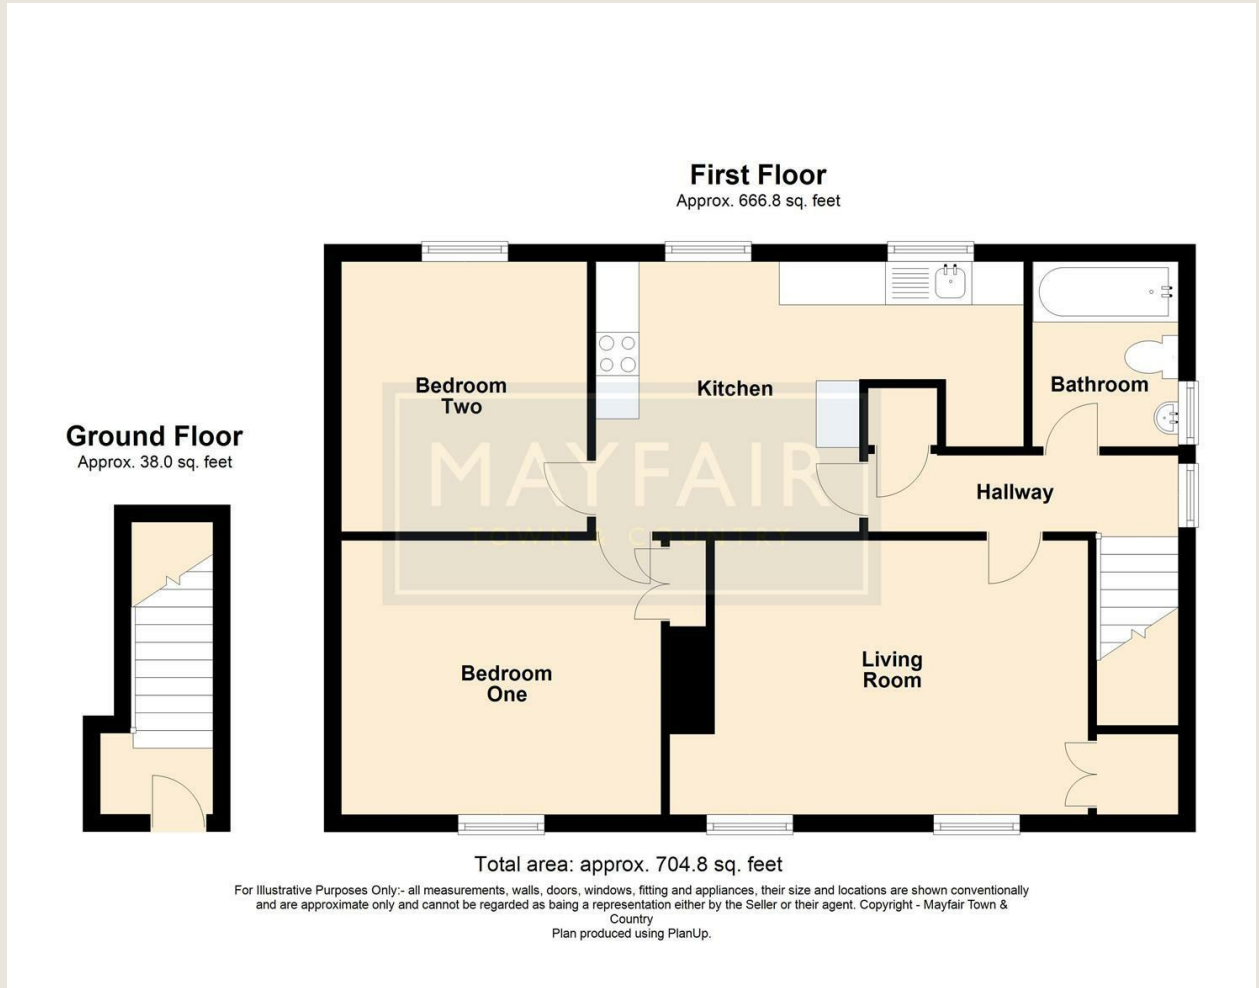 First Floor
Approx. 666.8 sq. feet
Bedroom
Two
Kitchen
Bathroom
Ground Floor
Approx. 38.0 sq. feet
MAYFAIR
TOWN & COUNTRY
Hallway
Bedroom
One
Living
Room
Total area: approx. 704.8 sq. feet
For Illustrative Purposes Only:- all measurements, walls, doors, windows, fitting and appliances, their size and locations are shown conventionally
and are approximate only and cannot be regarded as being a representation either by the Seller or their agent. Copyright - Mayfair Town &
Country
Plan produced using PlanUp.